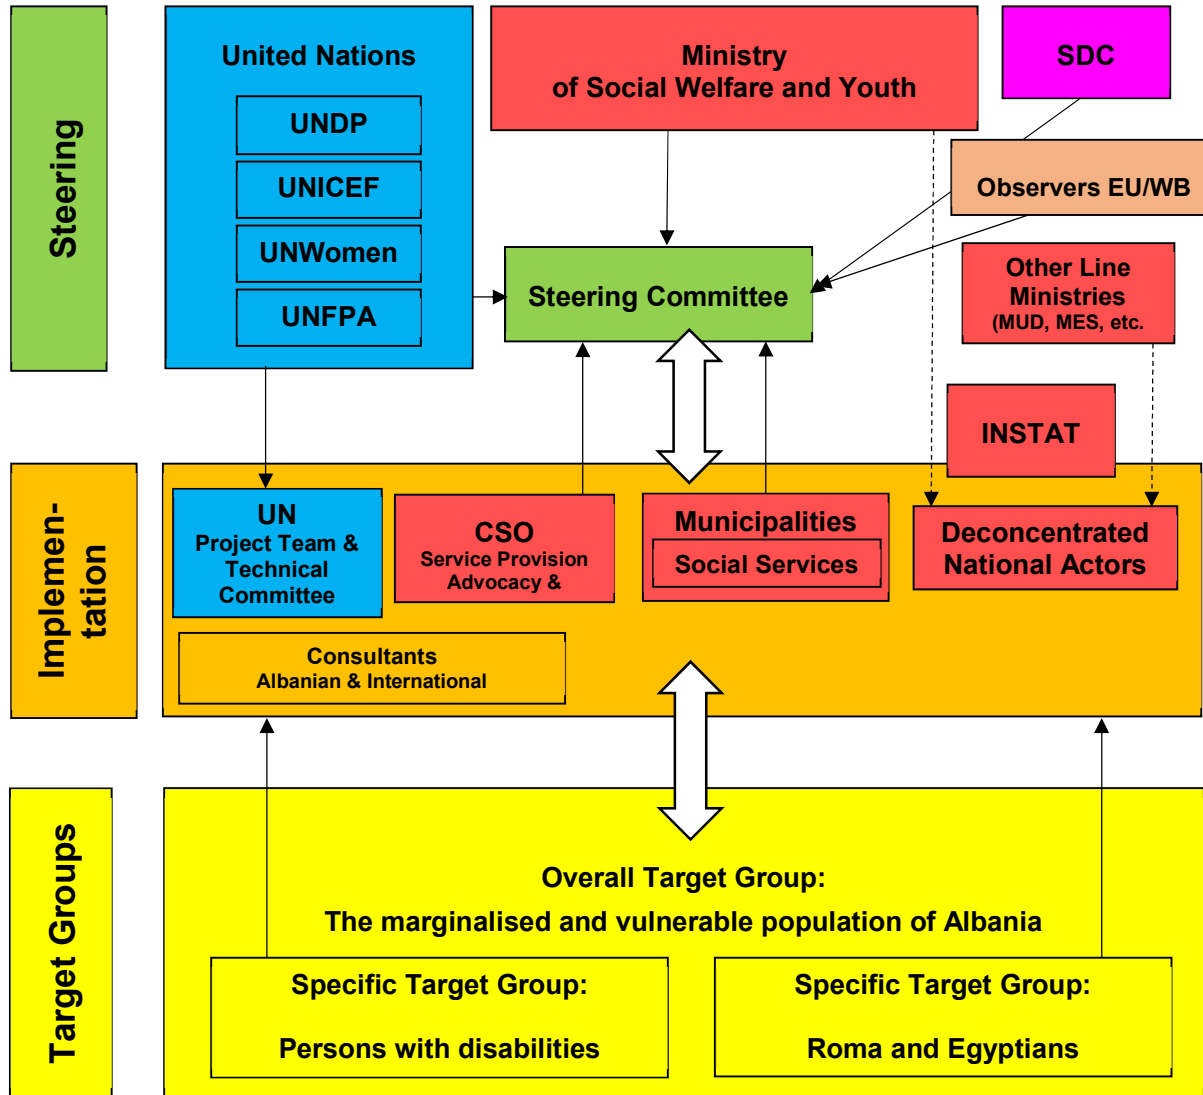 Steering
United Nations
UNDP
UNICEF
UNWomen
UNFPA
Ministry
of Social Welfare and Youth
SDC
Observers EU/WB
Steering Committee
Other Line
Ministries
(MUD, MES, etc.
INSTAT
Implemen-
tation
UN
Project Team &
Technical
Committee
CSO
Service Provision
Advocacy &
Municipalities
Social Services
Deconcentrated
National Actors
Consultants
Albanian & International
Target Groups
Overall Target Group:
The marginalised and vulnerable population of Albania
Specific Target Group:
Persons with disabilities
Specific Target Group:
Roma and Egyptians